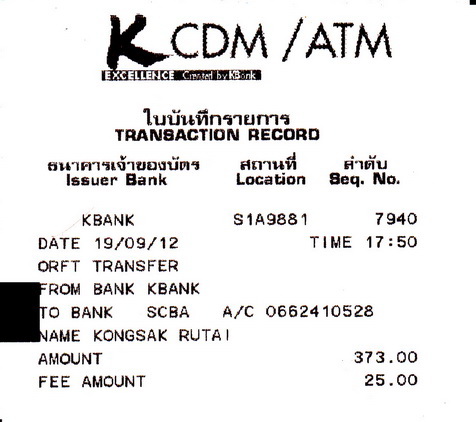 K CDM / ATM
EXCELLENCE Created by KBank
ใบบันทึกรายการ
TRANSACTION RECORD
ธนาคารเจ้าของบัตร สถานที่ ลำดับ
Issuer Bank Location Seq. No.
KBANK S1A9881 7940
DATE 19/09/12 TIME 17:50
ORFT TRANSFER
FROM BANK KBANK
TO BANK SCBA A/C 0662410528
NAME KONGSAK RUTAI
AMOUNT 373.00
FEE AMOUNT 25.00